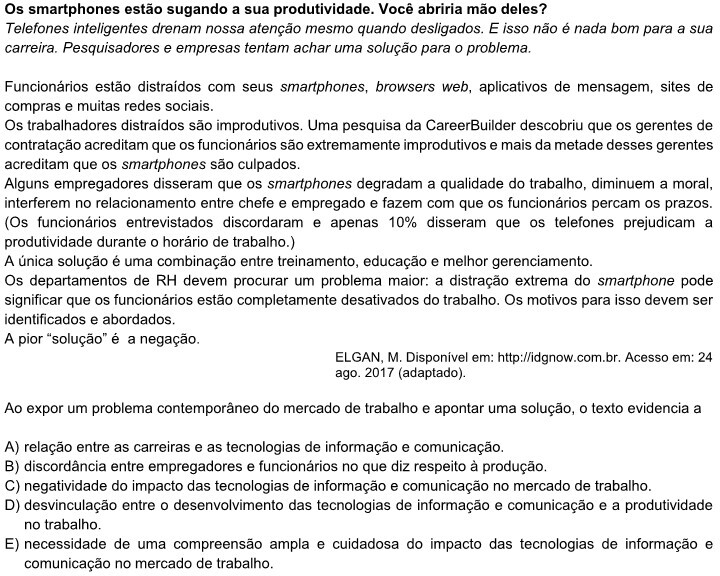 Os smartphones estão sugando a sua produtividade. Você abriria mão deles?
Telefones inteligentes drenam nossa atenção mesmo quando desligados. E isso não é nada bom para a sua
carreira. Pesquisadores e empresas tentam achar uma solução para o problema.
Funcionários estão distraídos com seus smartphones, browsers web, aplicativos de mensagem, sites de
compras e muitas redes sociais.
Os trabalhadores distraídos são improdutivos. Uma pesquisa da CareerBuilder descobriu que os gerentes de
contratação acreditam que os funcionários são extremamente improdutivos e mais da metade desses gerentes
acreditam que os smartphones são culpados.
Alguns empregadores disseram que os smartphones degradam a qualidade do trabalho, diminuem a moral,
interferem no relacionamento entre chefe e empregado e fazem com que os funcionários percam os prazos.
(Os funcionários entrevistados discordaram e apenas 10% disseram que os telefones prejudicam a
produtividade durante o horário de trabalho.)
A única solução é uma combinação entre treinamento, educação e melhor gerenciamento.
Os departamentos de RH devem procurar um problema maior: a distração extrema do smartphone pode
significar que os funcionários estão completamente desativados do trabalho. Os motivos para isso devem ser
identificados e abordados.
A pior “solução” é a negação.
ELGAN, M. Disponível em: http://idgnow.com.br. Acesso em: 24
ago. 2017 (adaptado).
Ao expor um problema contemporâneo do mercado de trabalho e apontar uma solução, o texto evidencia a
A) relação entre as carreiras e as tecnologias de informação e comunicação.
B) discordância entre empregadores e funcionários no que diz respeito à produção.
C) negatividade do impacto das tecnologias de informação e comunicação no mercado de trabalho.
D) desvinculação entre o desenvolvimento das tecnologias de informação e comunicação e a produtividade
no trabalho.
E) necessidade de uma compreensão ampla e cuidadosa do impacto das tecnologias de informação e
comunicação no mercado de trabalho.